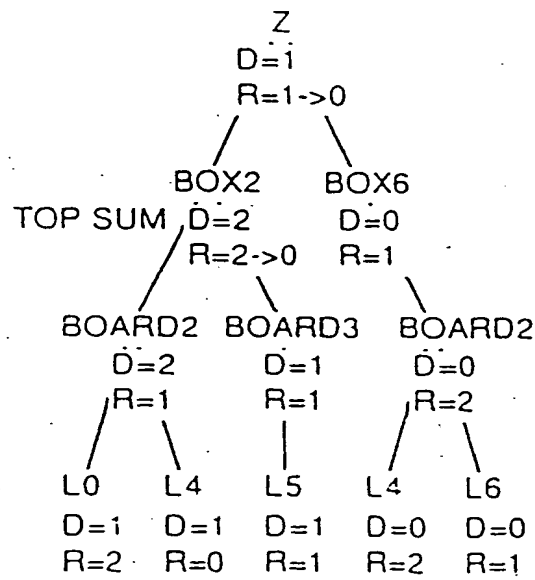 Z
D=1
R=1->0
BOX2 BOX6
TOP SUM D=2 D=0
R=2->0 R=1
BOARD2 BOARD3 BOARD2
D=2 D=1 D=0
R=1 R=1 R=2
L0 L4 L5 L4 L6
D=1 D=1 D=1 D=0 D=0
R=2 R=0 R=1 R=2 R=1